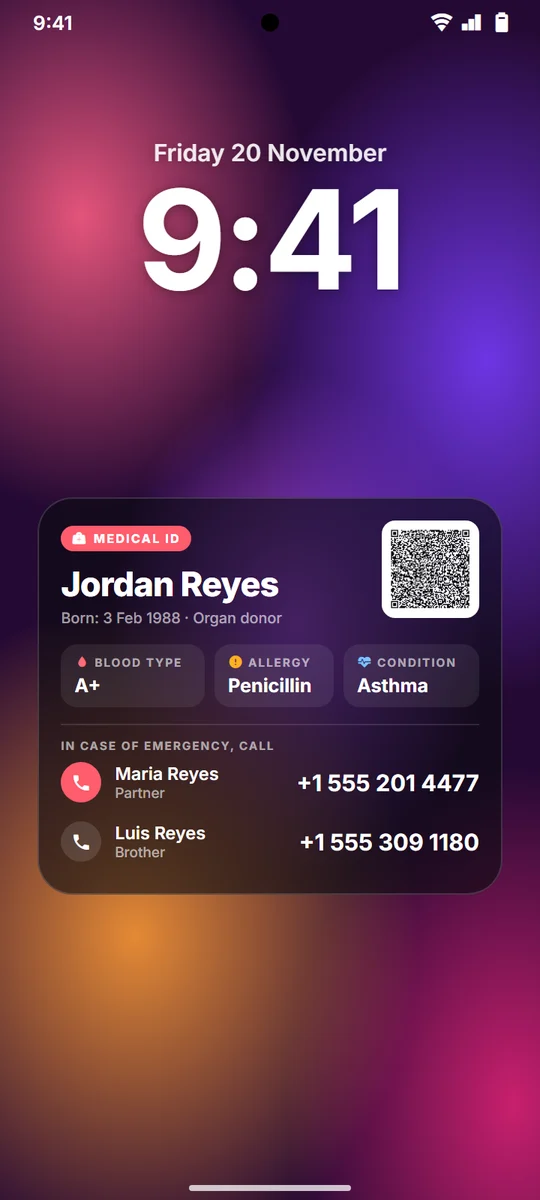 9:41
Friday 20 November
9:41
MEDICAL ID
Jordan Reyes
Born: 3 Feb 1988 · Organ donor
BLOOD TYPE
A+
ALLERGY
Penicillin
CONDITION
Asthma
IN CASE OF EMERGENCY, CALL
Maria Reyes
Partner
+1 555 201 4477
Luis Reyes
Brother
+1 555 309 1180